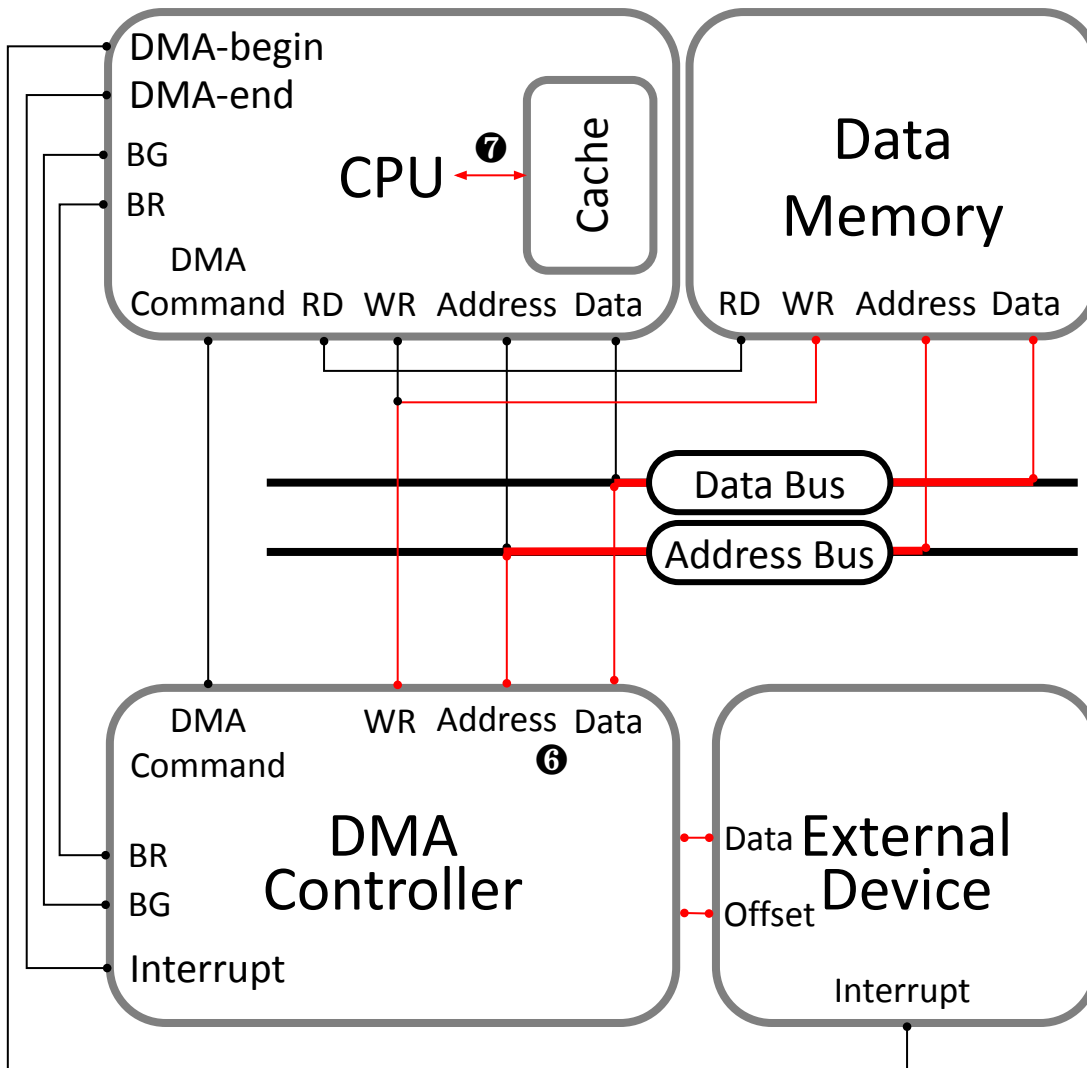 DMA-begin
DMA-end
BG
BR
CPU
❼
Cache
DMA
Command
RD
WR
Address
Data
Data
Memory
RD
WR
Address
Data
Data Bus
Address Bus
DMA
Command
WR
Address
Data
❻
DMA
Controller
BR
BG
Interrupt
Data
Offset
External
Device
Interrupt